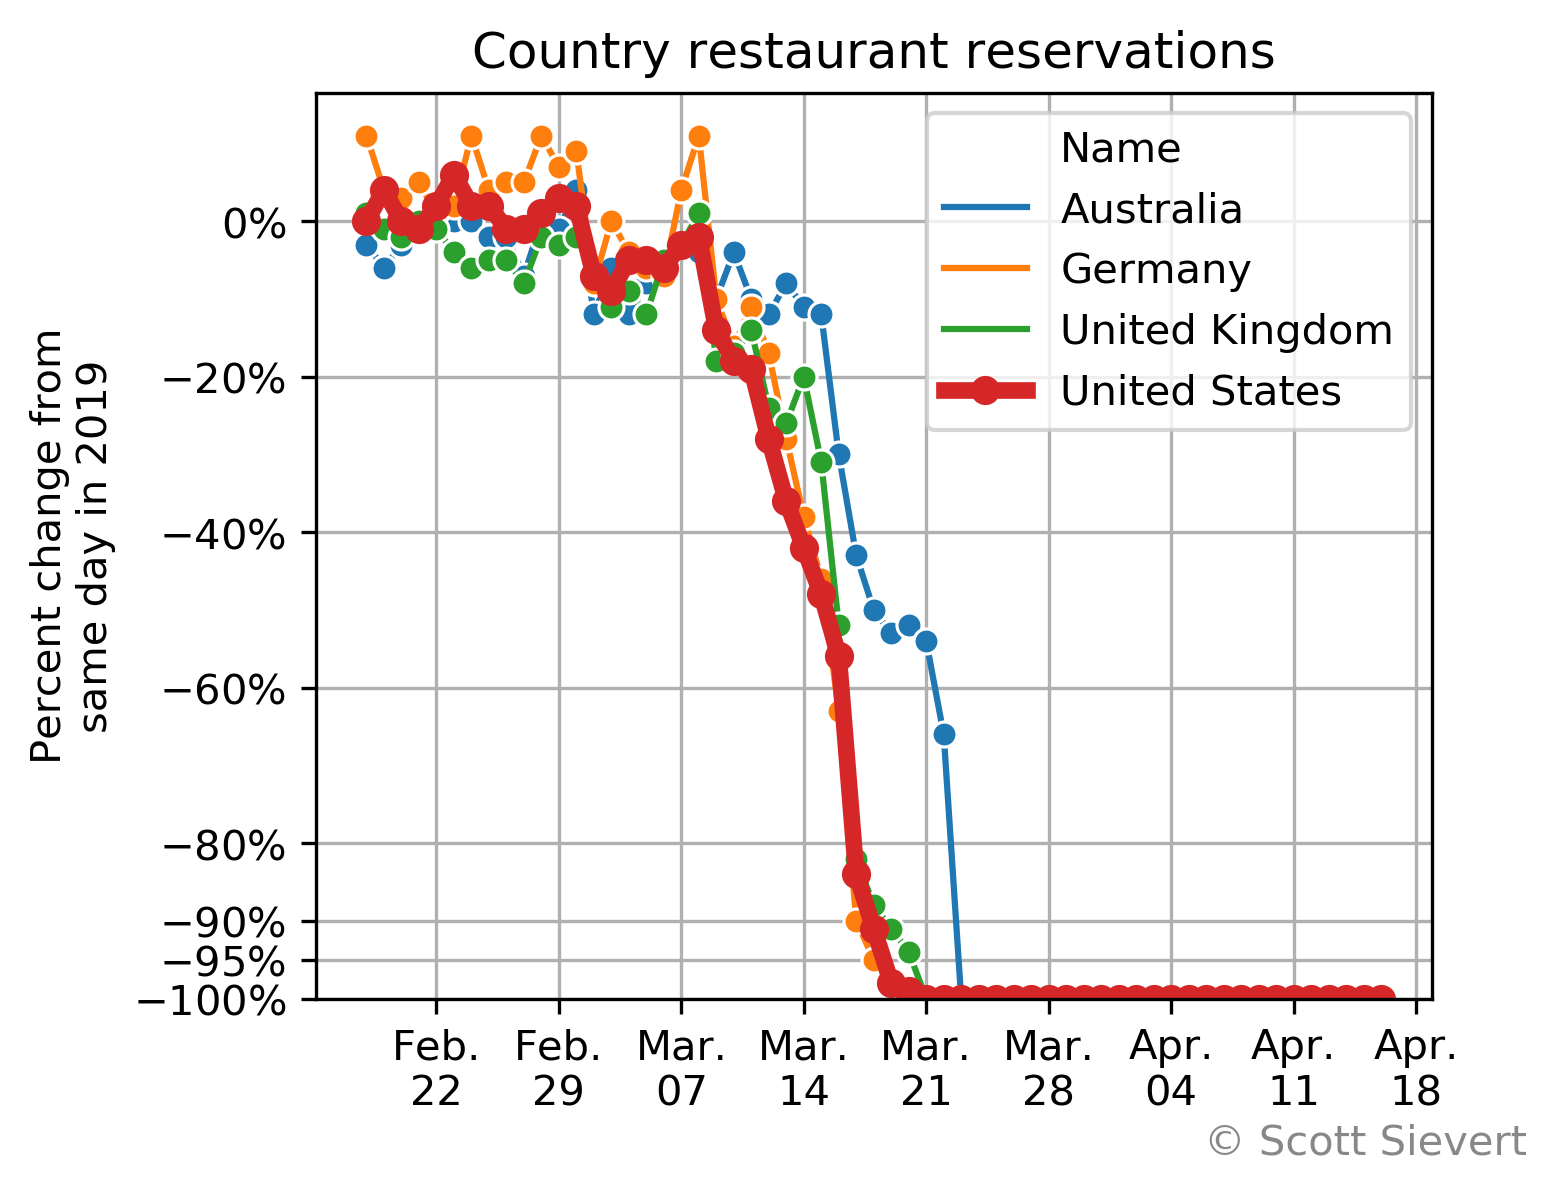 Country restaurant reservations
Percent change from
same day in 2019
0%
−20%
−40%
−60%
−80%
−90%
−95%
−100%
Name
Australia
Germany
United Kingdom
United States
Feb. Feb. Mar. Mar. Mar. Mar. Apr. Apr. Apr.
22 29 07 14 21 28 04 11 18
© Scott Sievert